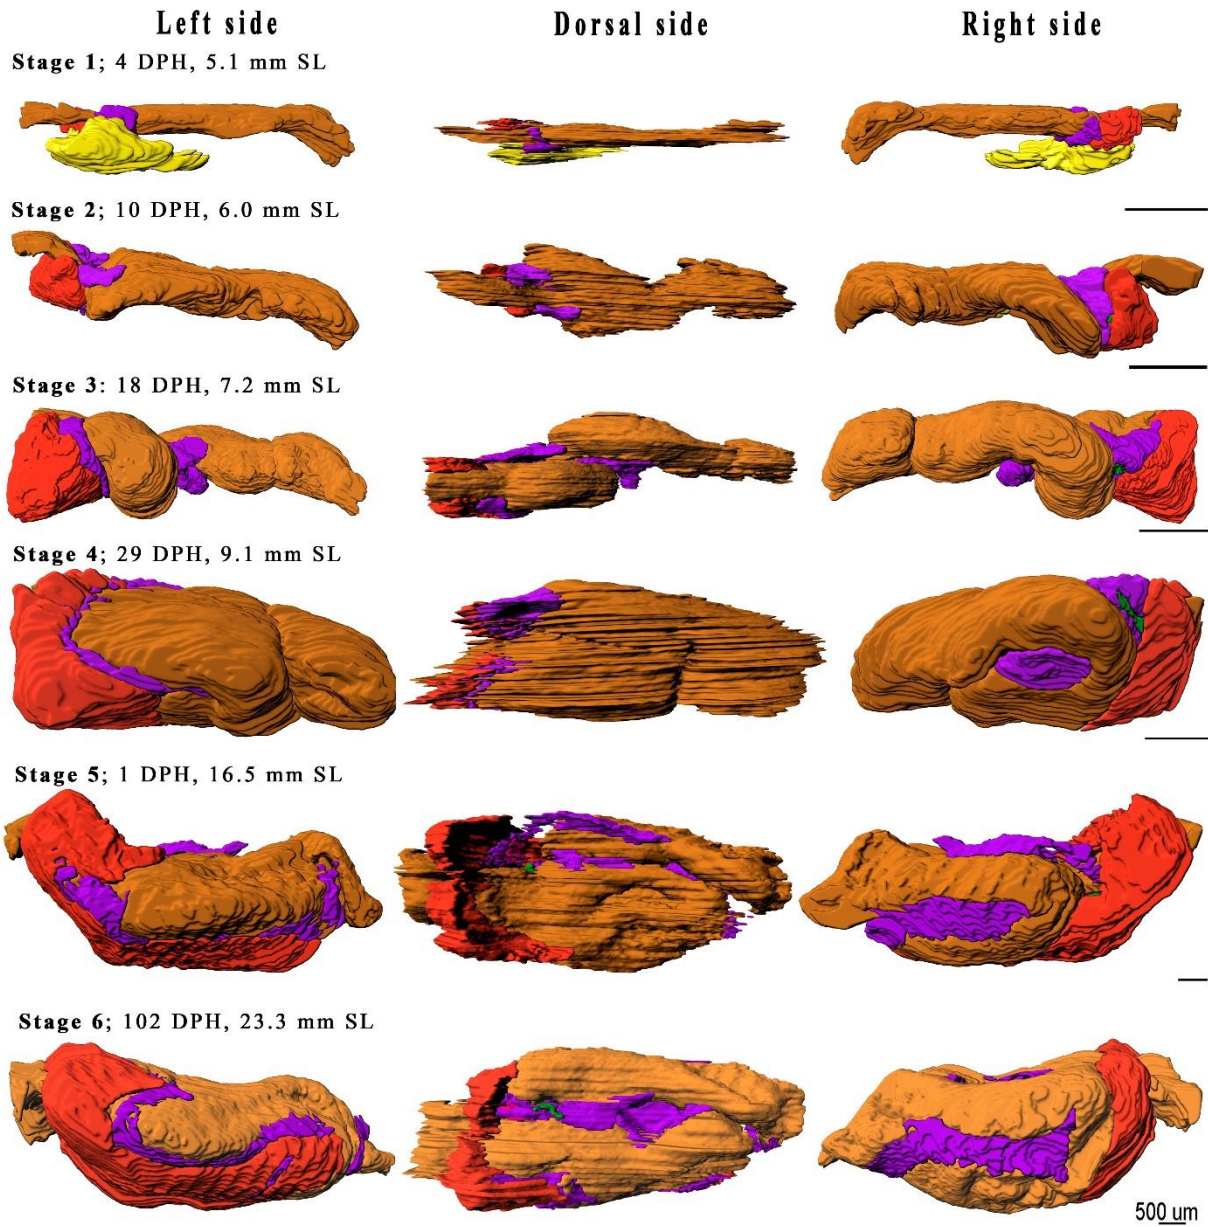 Left side Dorsal side Right side
Stage 1; 4 DPH, 5.1 mm SL
Stage 2; 10 DPH, 6.0 mm SL
Stage 3: 18 DPH, 7.2 mm SL
Stage 4; 29 DPH, 9.1 mm SL
Stage 5; 1 DPH, 16.5 mm SL
Stage 6; 102 DPH, 23.3 mm SL
500 um